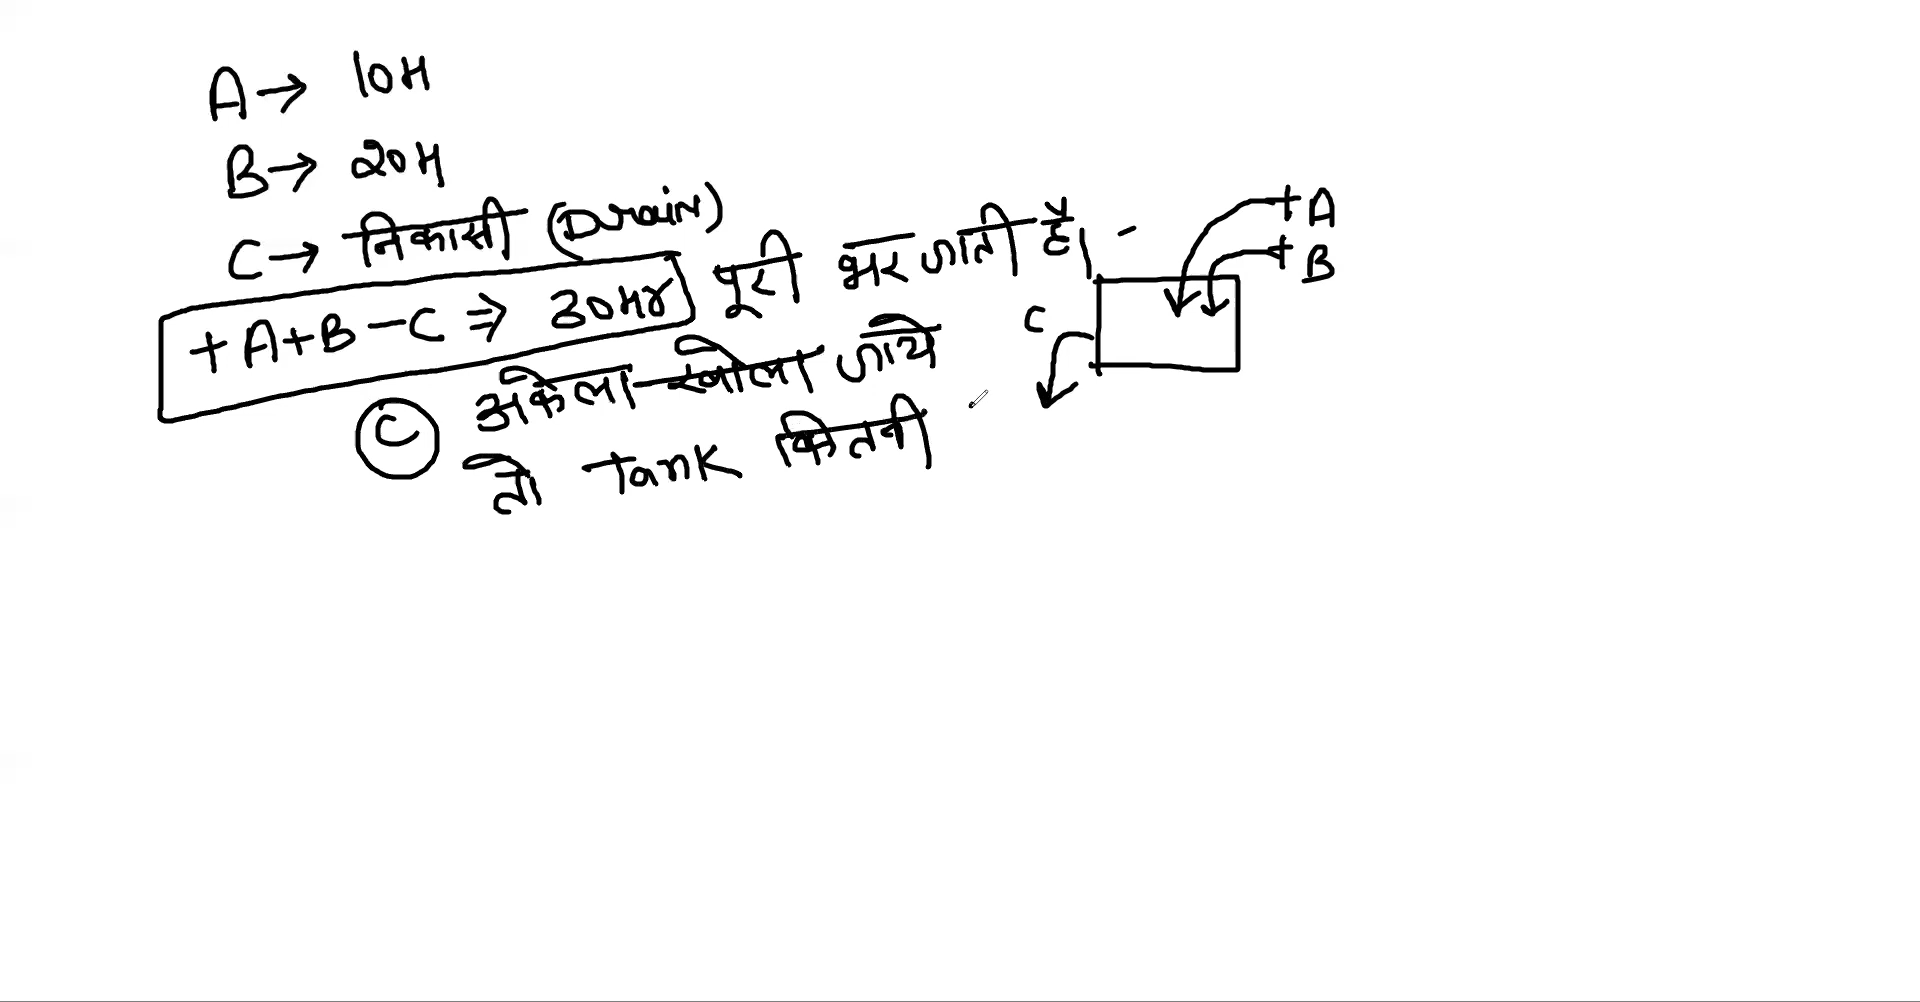 A → 10H
B → 20H
C → निकासी (Drain)
+A+B-C ⇒ 30Hr पूरी भर जाती है।
C अकेला खोला जाये
तो Tank कितनी
+A
+B
C